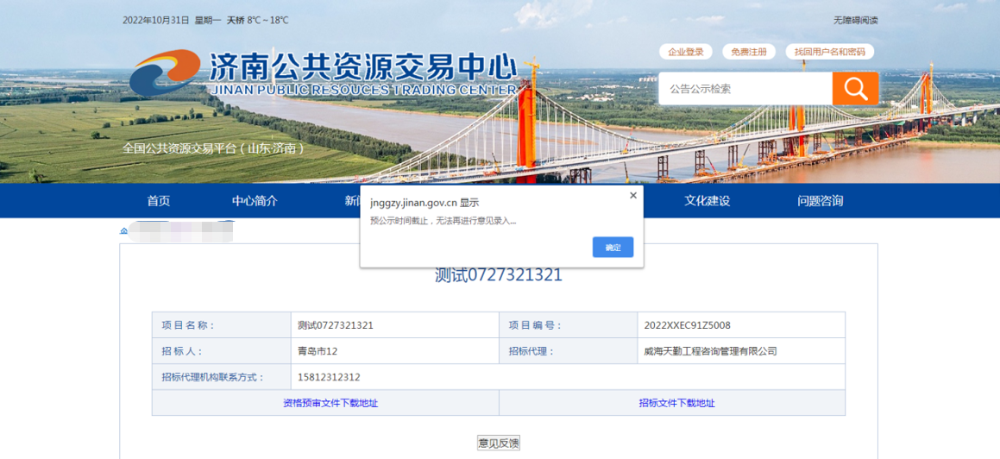 2022年10月31日 星期一 天桥 8℃～18℃
无障碍阅读
企业登录 免费注册 找回用户名和密码
济南公共资源交易中心
JINAN PUBLIC RESOUCES TRADING CENTER
公告公示检索
全国公共资源交易平台（山东·济南）
首页 中心简介 新闻 文化建设 问题咨询
jnggzy.jinan.gov.cn 显示
预公示时间截止，无法再进行意见录入...
确定
测试0727321321
项 目 名 称： 测试0727321321 项 目 编 号： 2022XXEC91Z5008
招 标 人： 青岛市12 招标代理： 威海天勤工程咨询管理有限公司
招标代理机构联系方式： 15812312312
资格预审文件下载地址 招标文件下载地址
意见反馈